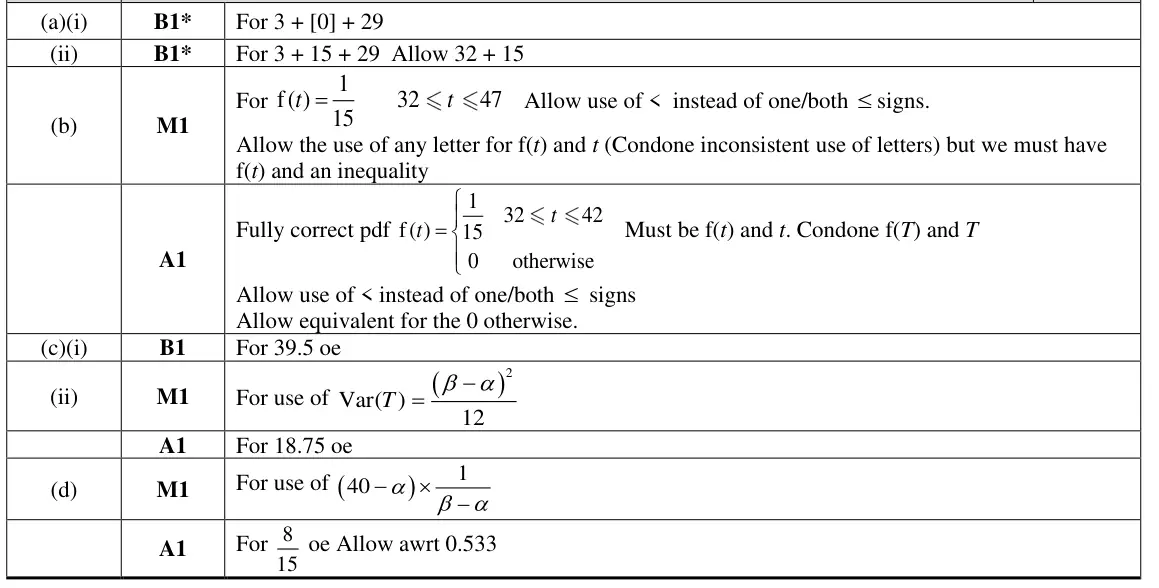 (a)(i) B1* For 3 + [0] + 29
(ii) B1* For 3 + 15 + 29 Allow 32 + 15
(b) M1 For f(t) = 1/15 32 ⩽ t ⩽ 47 Allow use of < instead of one/both ≤ signs.
Allow the use of any letter for f(t) and t (Condone inconsistent use of letters) but we must have
f(t) and an inequality
A1 Fully correct pdf f(t) = { 1/15 32 ⩽ t ⩽ 42 Must be f(t) and t. Condone f(T) and T
0 otherwise
Allow use of < instead of one/both ≤ signs
Allow equivalent for the 0 otherwise.
(c)(i) B1 For 39.5 oe
(ii) M1 For use of Var(T) = (β − α)²/12
A1 For 18.75 oe
(d) M1 For use of (40 − α) × 1/(β − α)
A1 For 8/15 oe Allow awrt 0.533